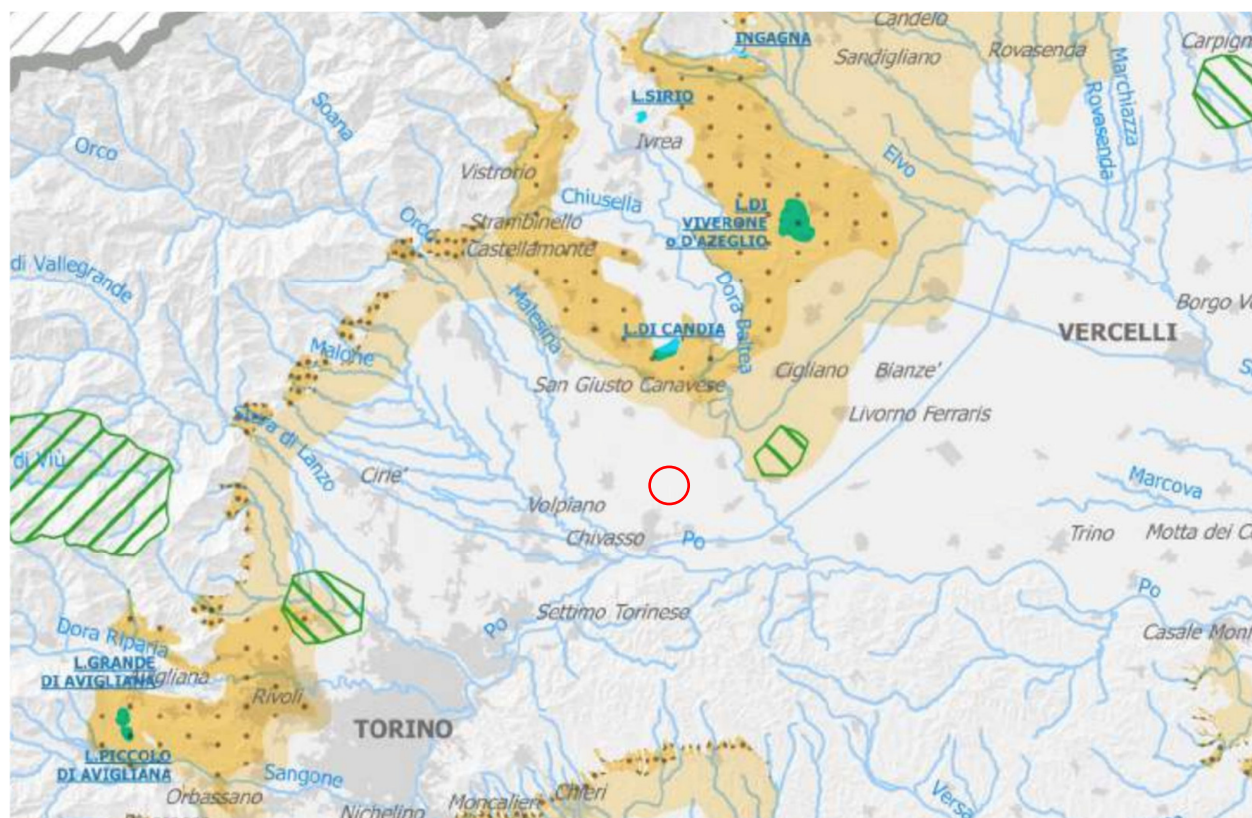 Candelo
INGAGNA
Sandigliano
Rovasenda
Carpign
Marchiazza
Rovasenda
Soana
L.SIRIO
Orco
Ivrea
Elvo
Vistrorio
Chiusella
L.DI
VIVERONE
o D'AZEGLIO
Orco
Strambinello
Castellamonte
di Vallegrande
Malesina
Dora Baltea
Borgo V
L.DI CANDIA
VERCELLI
Malone
San Giusto Canavese
Cigliano
Bianze'
Livorno Ferraris
Stura di Lanzo
di Viù
Cirie'
Marcova
Volpiano
Chivasso
Po
Trino
Motta dei C
Settimo Torinese
Po
Po
Dora Riparia
Casale Mon
L.GRANDE
DI AVIGLIANA
Rivoli
TORINO
L.PICCOLO
DI AVIGLIANA
Sangone
Orbassano
Nichelino
Moncalieri
Chieri
Versa